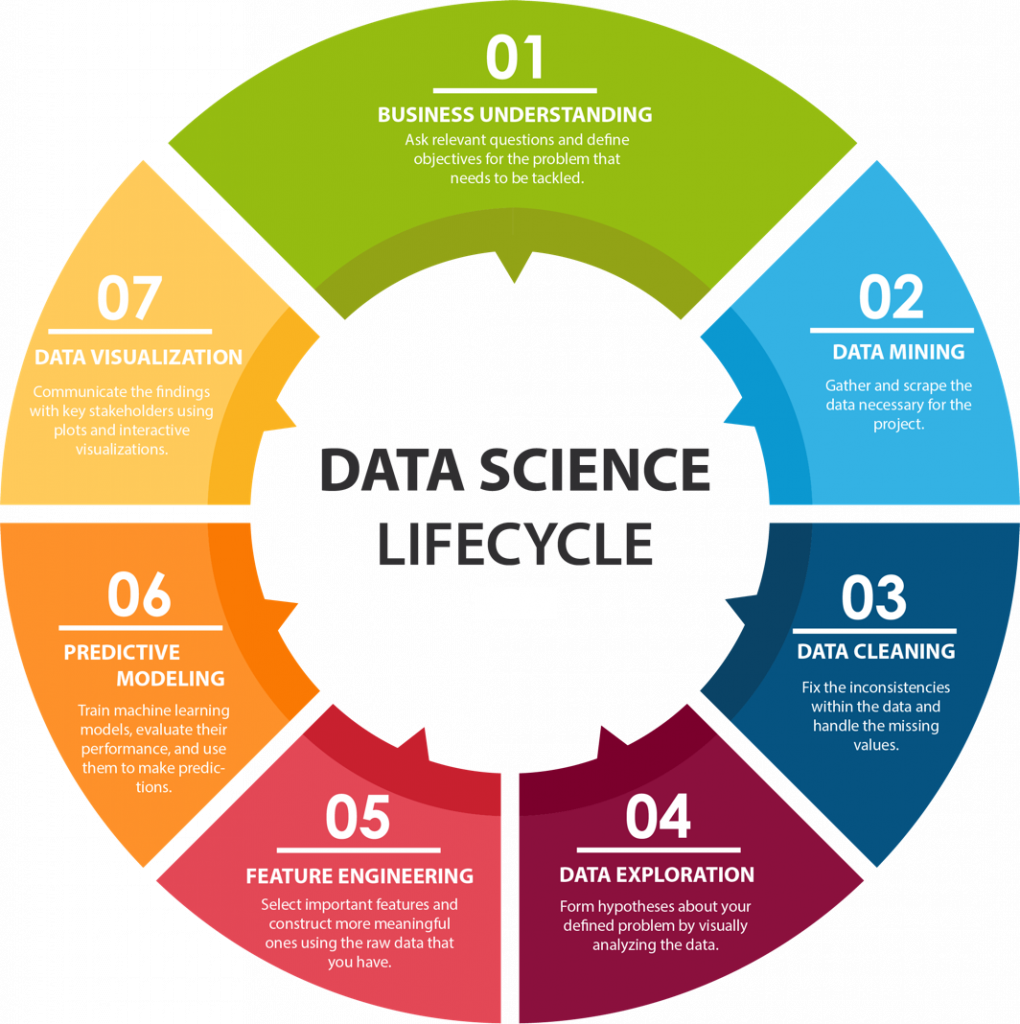 01
BUSINESS UNDERSTANDING
Ask relevant questions and define
objectives for the problem that
needs to be tackled.
02
DATA MINING
Gather and scrape the
data necessary for the
project.
03
DATA CLEANING
Fix the inconsistencies
within the data and
handle the missing
values.
04
DATA EXPLORATION
Form hypotheses about your
defined problem by visually
analyzing the data.
05
FEATURE ENGINEERING
Select important features and
construct more meaningful
ones using the raw data that
you have.
06
PREDICTIVE
MODELING
Train machine learning
models, evaluate their
performance, and use
them to make predic-
tions.
07
DATA VISUALIZATION
Communicate the findings
with key stakeholders using
plots and interactive
visualizations.
DATA SCIENCE
LIFECYCLE